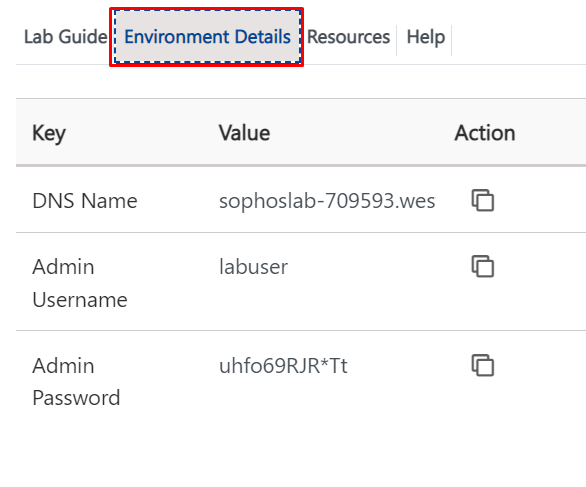 Lab Guide Environment Details Resources Help
Key Value Action
DNS Name sophoslab-709593.wes
Admin labuser
Username
Admin uhfo69RJR*Tt
Password